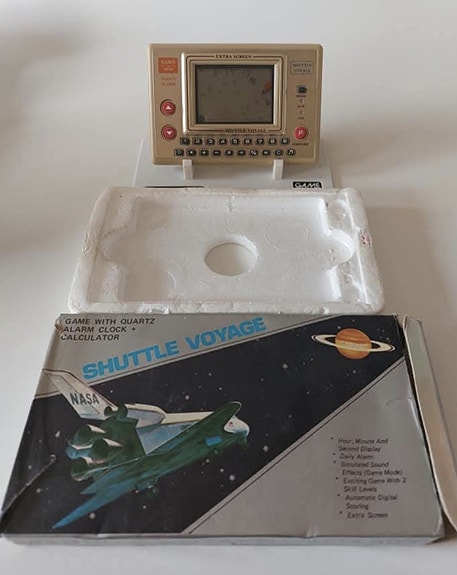 EXTRA SCREEN
GAME
SHUTTLE
VOYAGE
SHUTTLE VOYAGE
P
GAME
GAME WITH QUARTZ
ALARM CLOCK +
CALCULATOR
SHUTTLE VOYAGE
NASA
* Hour, Minute And
Second Display
* Daily Alarm
* Simulated Sound
Effects (Game Mode)
* Exciting Game With 2
Skill Levels
* Automatic Digital
Scoring
* Extra Screen